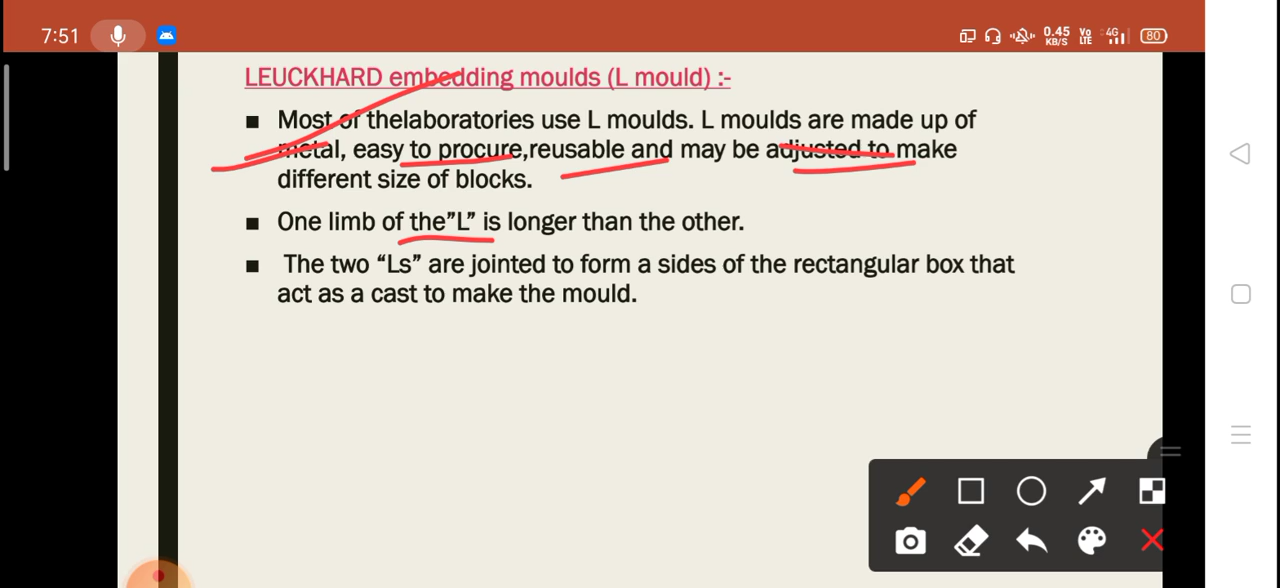 7:51 0.45 KB/S Vo LTE 4G 80
LEUCKHARD embedding moulds (L mould) :-
■ Most of thelaboratories use L moulds. L moulds are made up of
metal, easy to procure,reusable and may be adjusted to make
different size of blocks.
■ One limb of the”L” is longer than the other.
■ The two “Ls” are jointed to form a sides of the rectangular box that
act as a cast to make the mould.